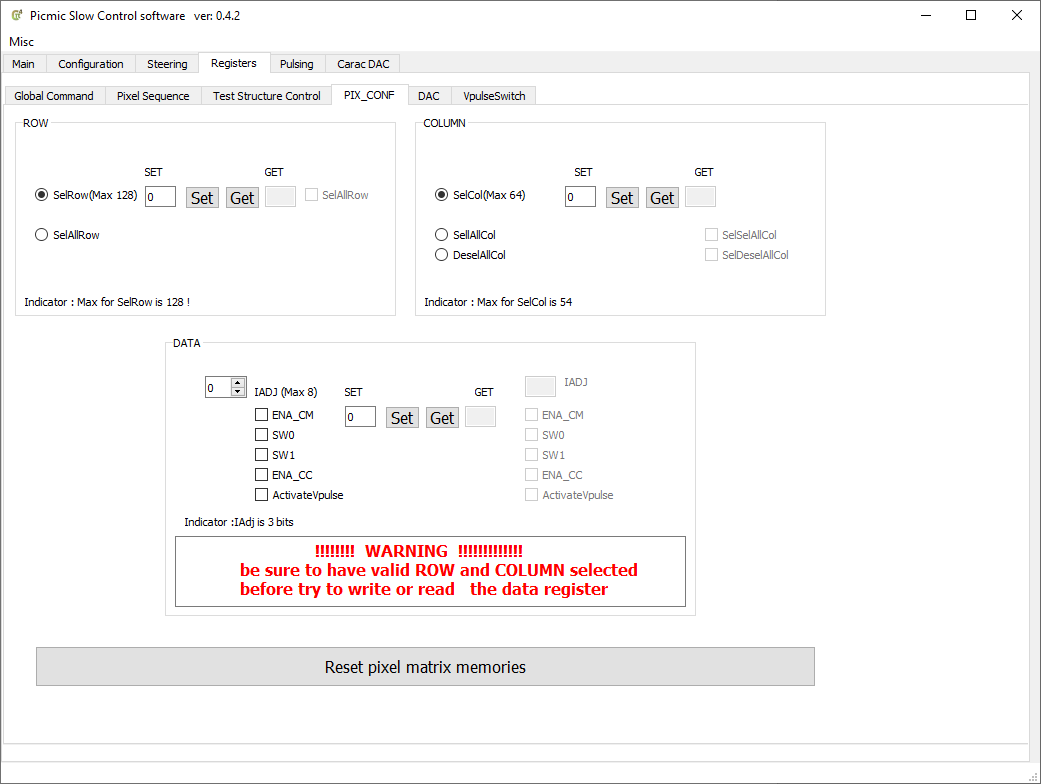 Picmic Slow Control software ver: 0.4.2
Misc
Main Configuration Steering Registers Pulsing Carac DAC
Global Command Pixel Sequence Test Structure Control PIX_CONF DAC VpulseSwitch
ROW
SET GET
SelRow(Max 128) 0 Set Get SelAllRow
SelAllRow
Indicator : Max for SelRow is 128 !
COLUMN
SET GET
SelCol(Max 64) 0 Set Get
SellAllCol SelSelAllCol
DeselAllCol SelDeselAllCol
Indicator : Max for SelCol is 54
DATA
0 IADJ (Max 8) SET GET IADJ
ENA_CM 0 Set Get ENA_CM
SW0 SW0
SW1 SW1
ENA_CC ENA_CC
ActivateVpulse ActivateVpulse
Indicator :IAdj is 3 bits
!!!!!!!! WARNING !!!!!!!!!!!!!
be sure to have valid ROW and COLUMN selected
before try to write or read the data register
Reset pixel matrix memories